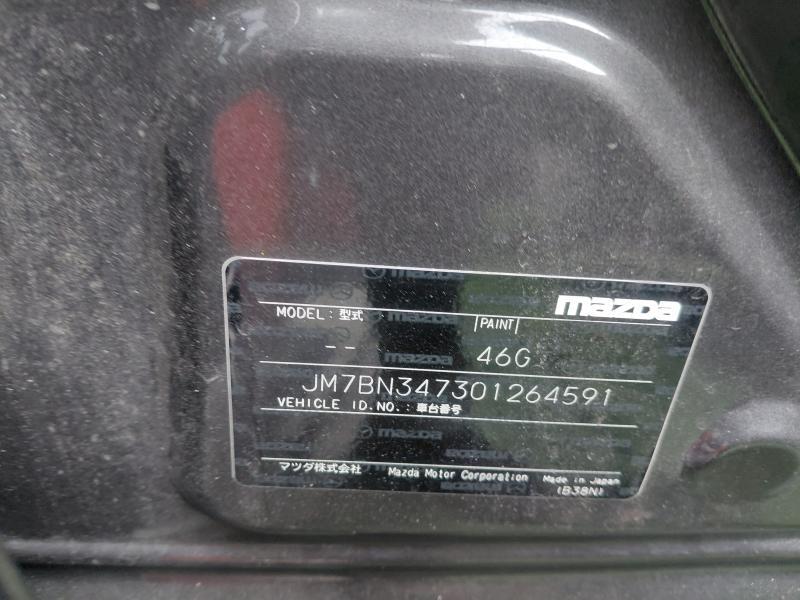 mazda
MODEL : 型式 PAINT
-- 46G
JM7BN347301264591
VEHICLE ID.NO. : 車台番号
マツダ株式会社 Mazda Motor Corporation Made in Japan
(B38N)